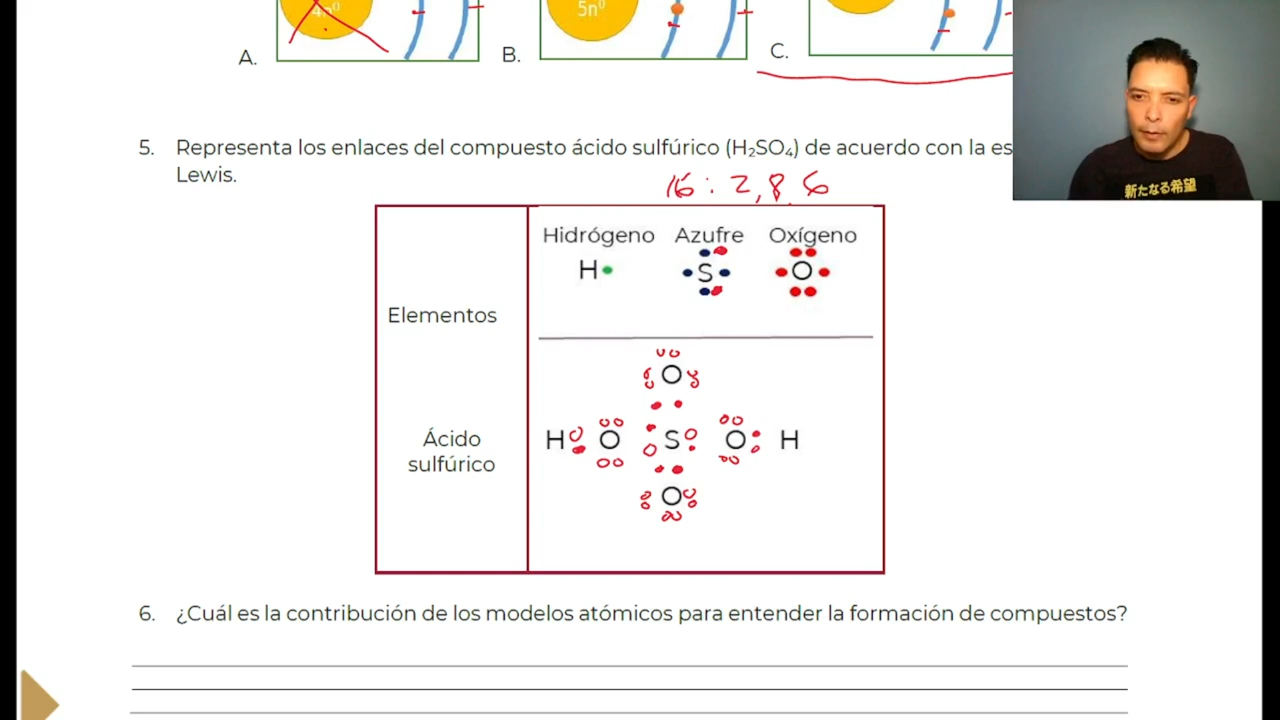 4n⁰
5n⁰
A.
B.
C.
新たなる希望
5. Representa los enlaces del compuesto ácido sulfúrico (H₂SO₄) de acuerdo con la es
Lewis.
16 : 2, 8, 6
Hidrógeno Azufre Oxígeno
H S O
Elementos
O
Ácido
sulfúrico
H O S O H
O
6. ¿Cuál es la contribución de los modelos atómicos para entender la formación de compuestos?